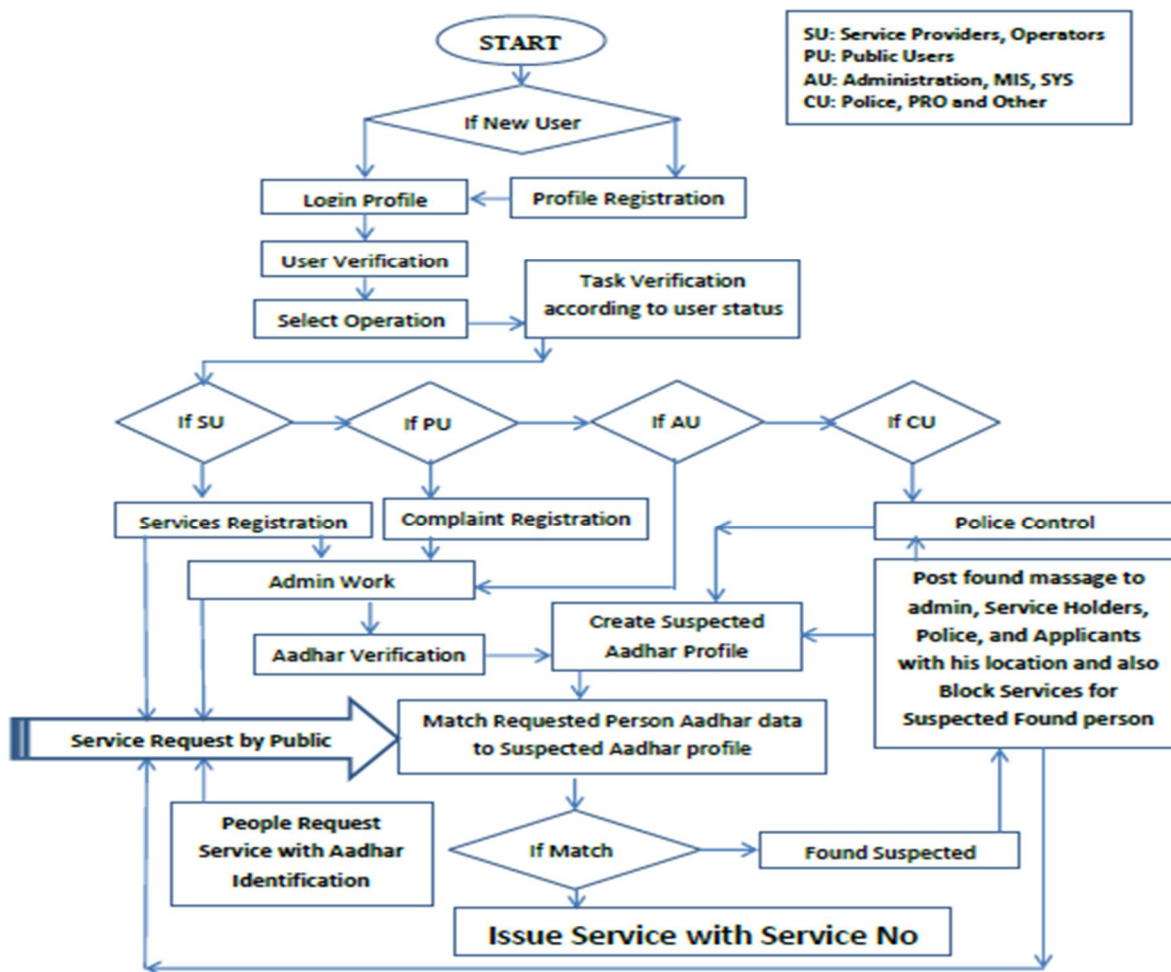 START
SU: Service Providers, Operators
PU: Public Users
AU: Administration, MIS, SYS
CU: Police, PRO and Other
If New User
Login Profile
Profile Registration
User Verification
Task Verification
according to user status
Select Operation
If SU
If PU
If AU
If CU
Services Registration
Complaint Registration
Police Control
Admin Work
Post found massage to
admin, Service Holders,
Police, and Applicants
with his location and also
Block Services for
Suspected Found person
Create Suspected
Aadhar Profile
Aadhar Verification
Service Request by Public
Match Requested Person Aadhar data
to Suspected Aadhar profile
People Request
Service with Aadhar
Identification
If Match
Found Suspected
Issue Service with Service No